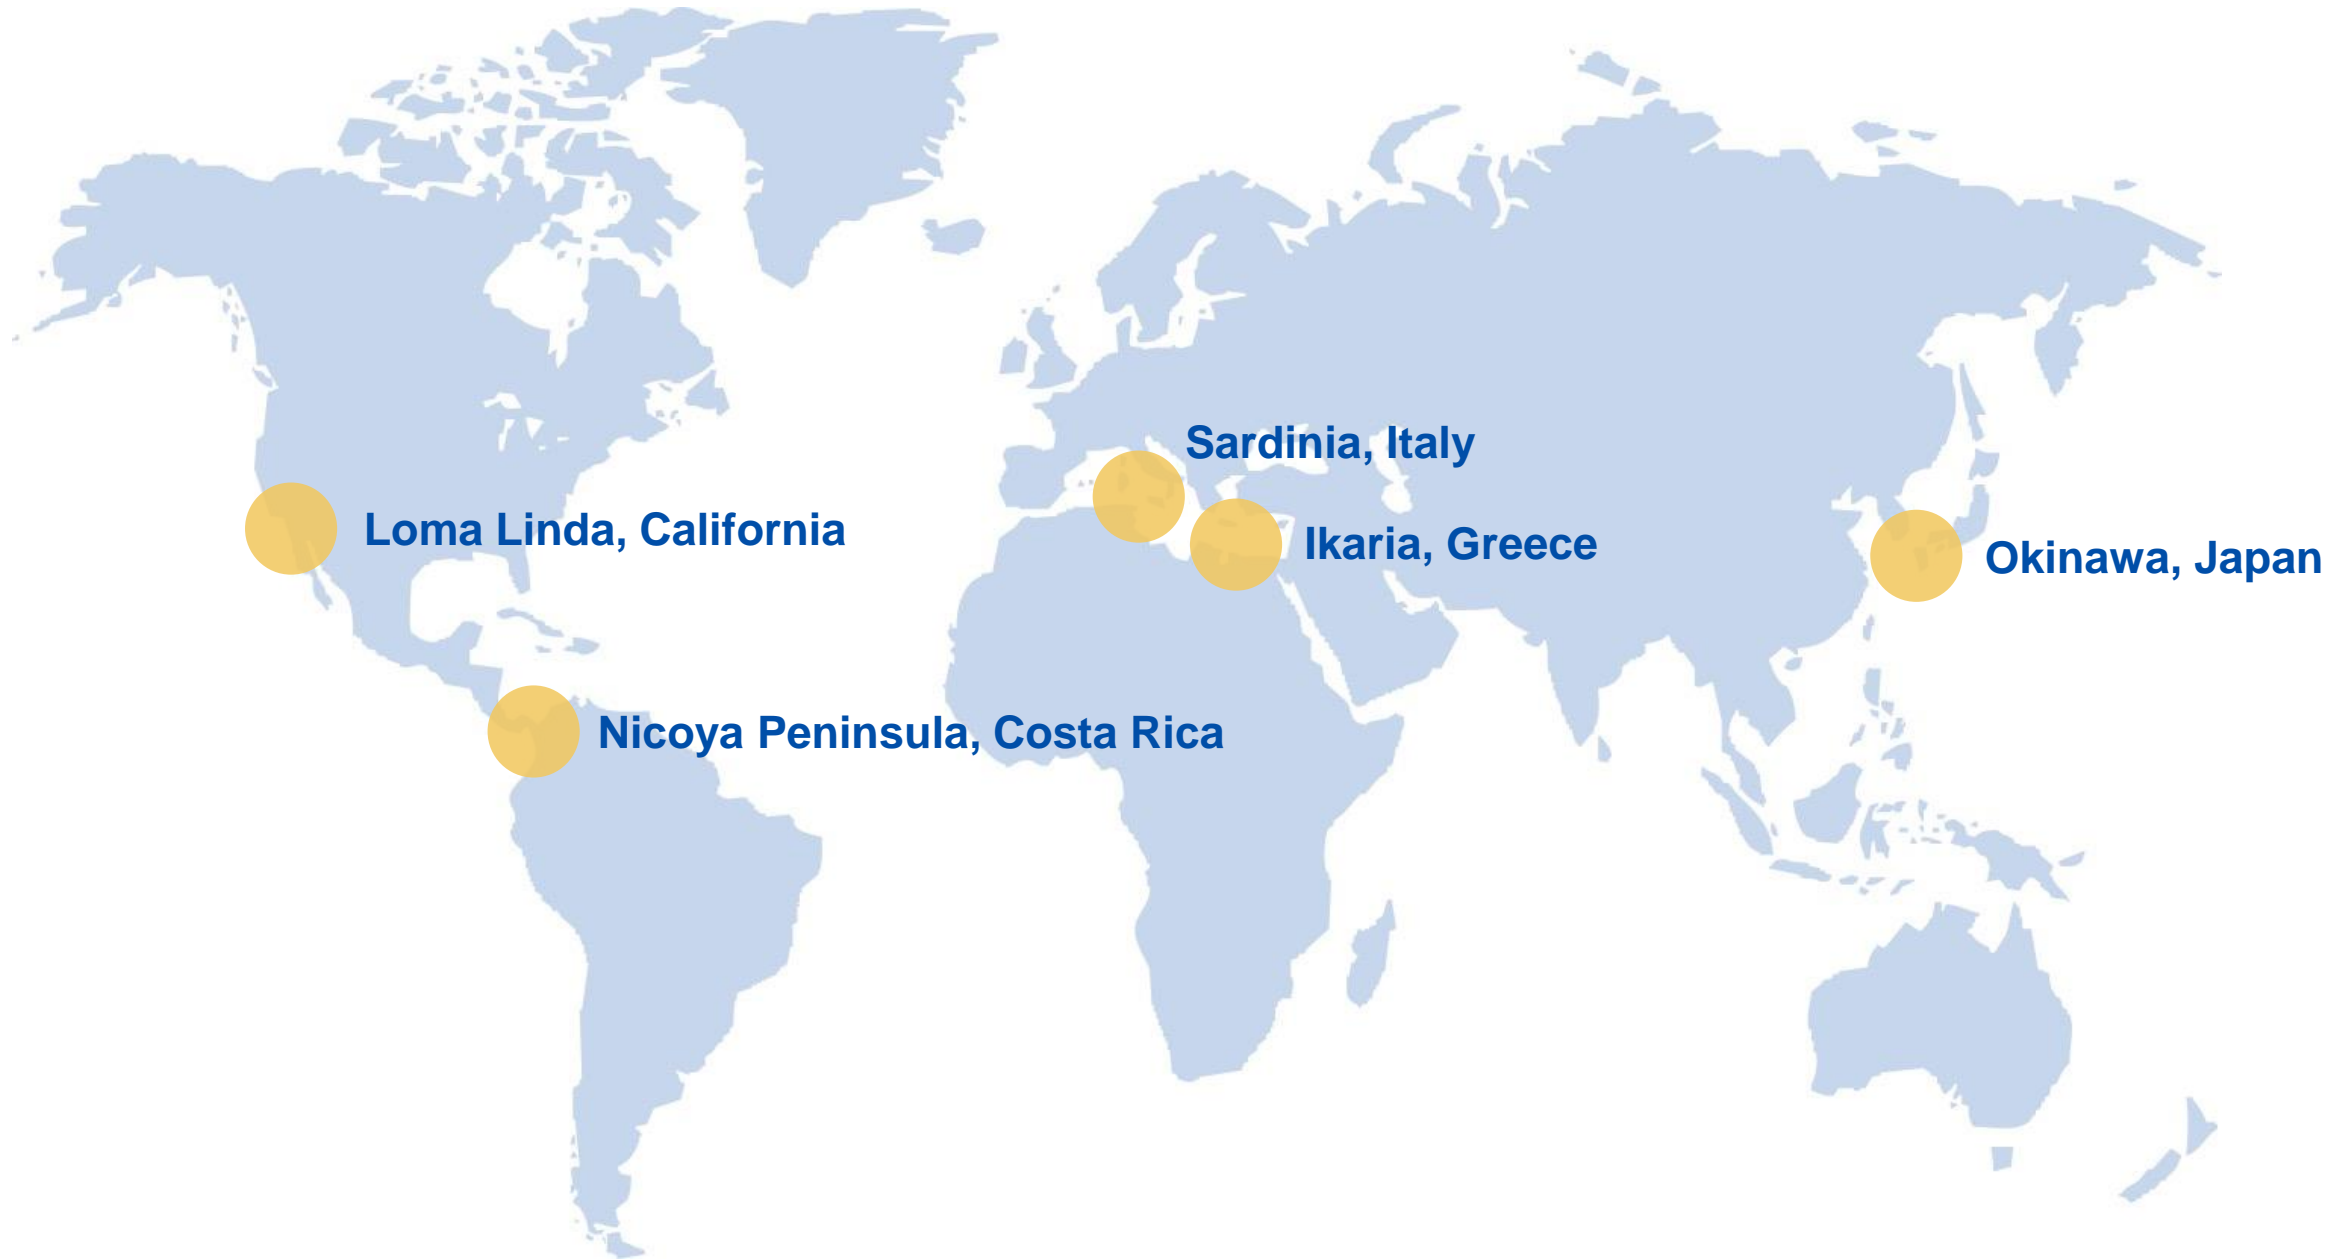 Sardinia, Italy
Loma Linda, California
Ikaria, Greece
Okinawa, Japan
Nicoya Peninsula, Costa Rica